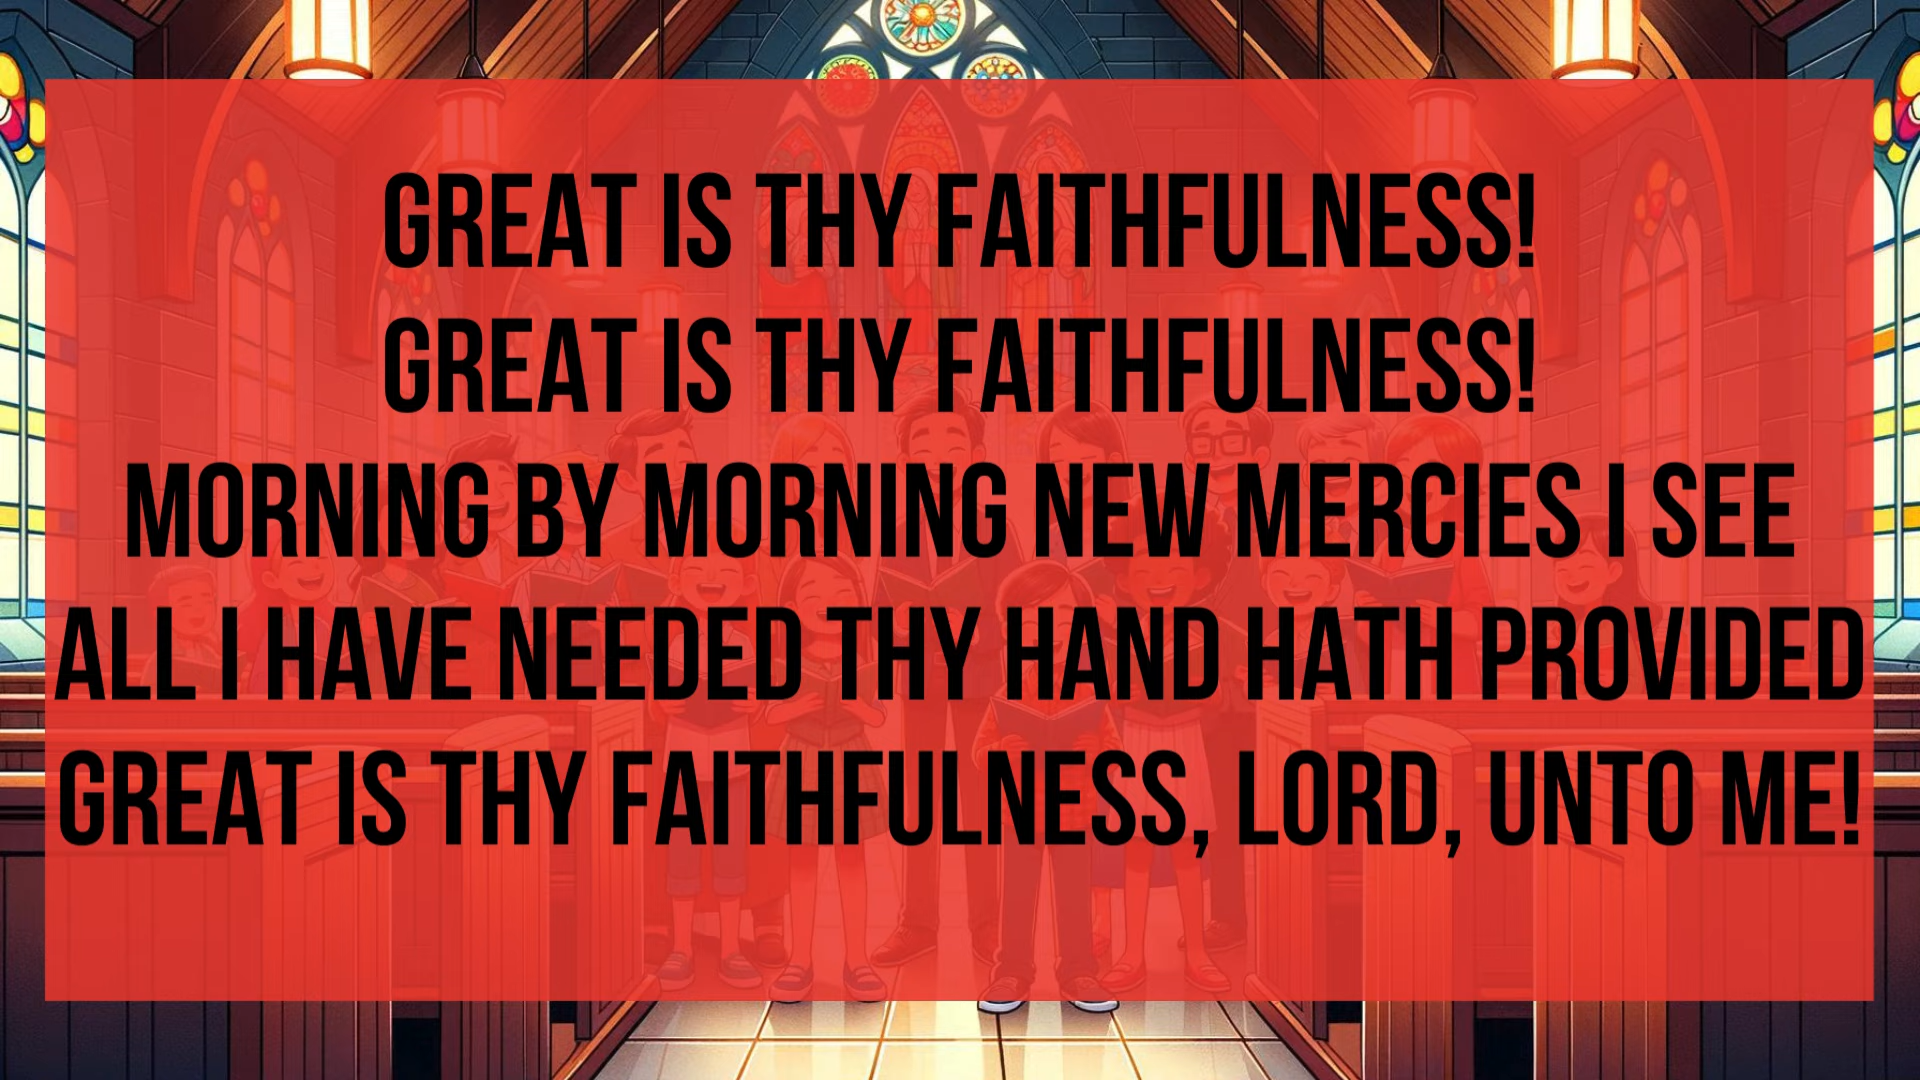 GREAT IS THY FAITHFULNESS!
GREAT IS THY FAITHFULNESS!
MORNING BY MORNING NEW MERCIES I SEE
ALL I HAVE NEEDED THY HAND HATH PROVIDED
GREAT IS THY FAITHFULNESS, LORD, UNTO ME!